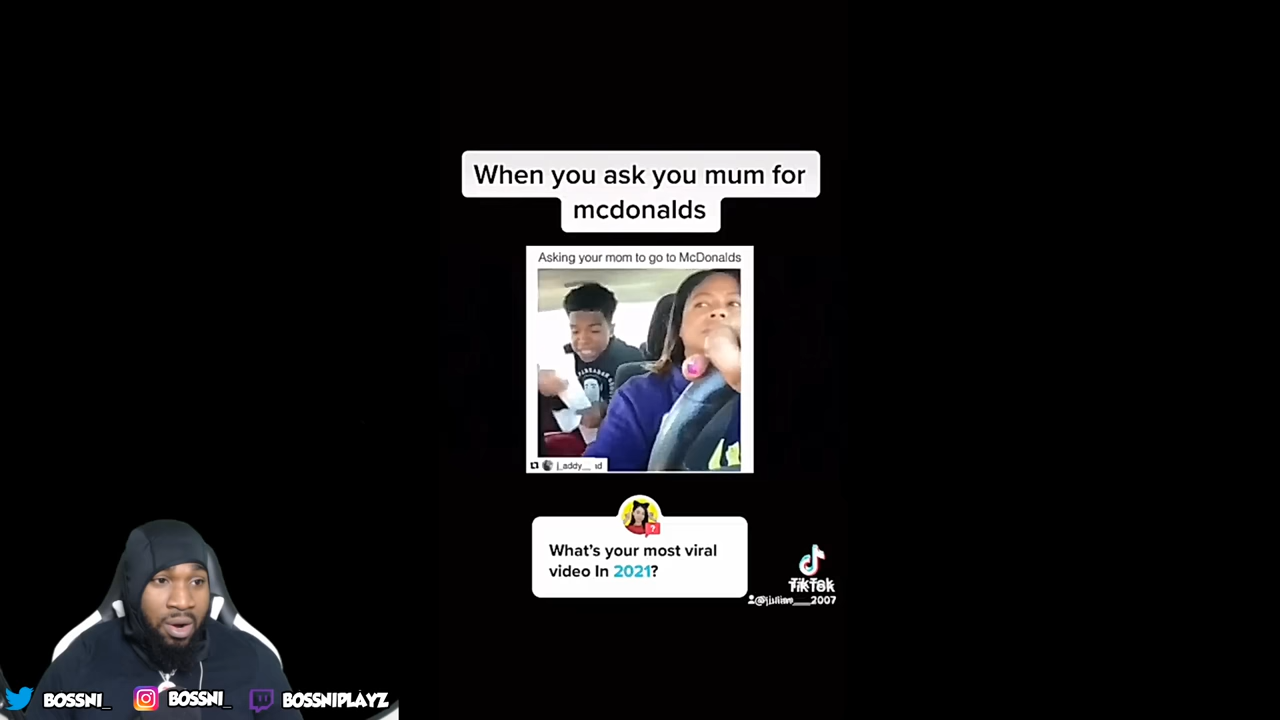 When you ask you mum for
mcdonalds
Asking your mom to go to McDonalds
What's your most viral
video In 2021?
TikTok
BOSSNI_
BOSSNI_
BOSSNIPLAYZ